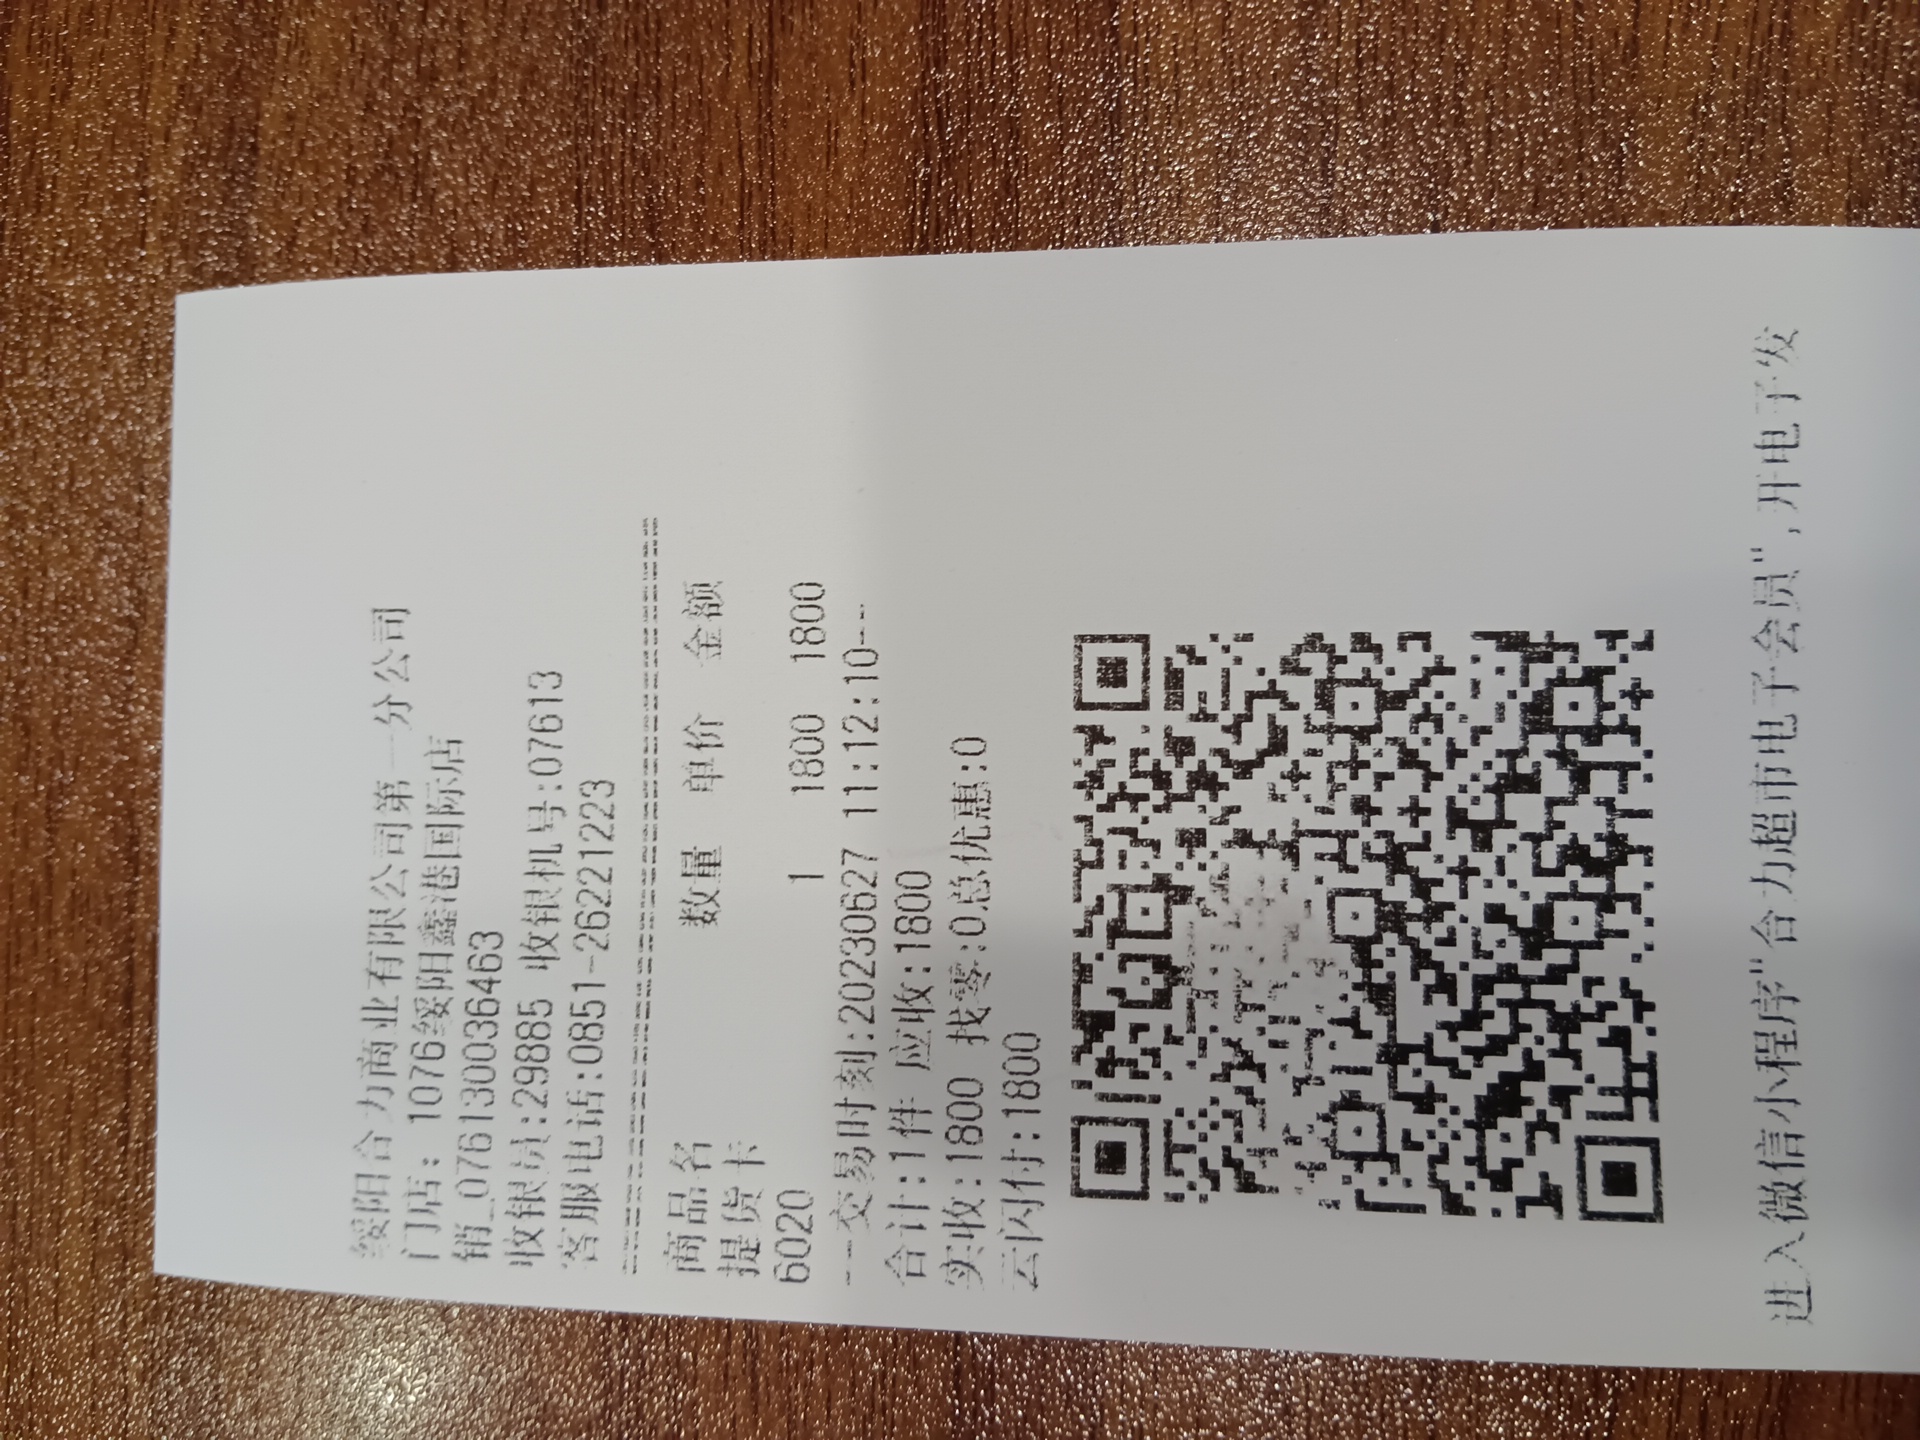 绥阳合力商业有限公司第一分公司
门店: 1076绥阳鑫港国际店
销_0761300036463
收银员:29885 收银机号:07613
客服电话:0851-26221223
商品名 数量 单价 金额
提货卡
6020 1 1800 1800
---交易时刻:20230627 11:12:10---
合计:1件 应收:1800
实收:1800 找零:0总优惠:0
云闪付:1800
进入微信小程序"合力超市电子会员",开电子发